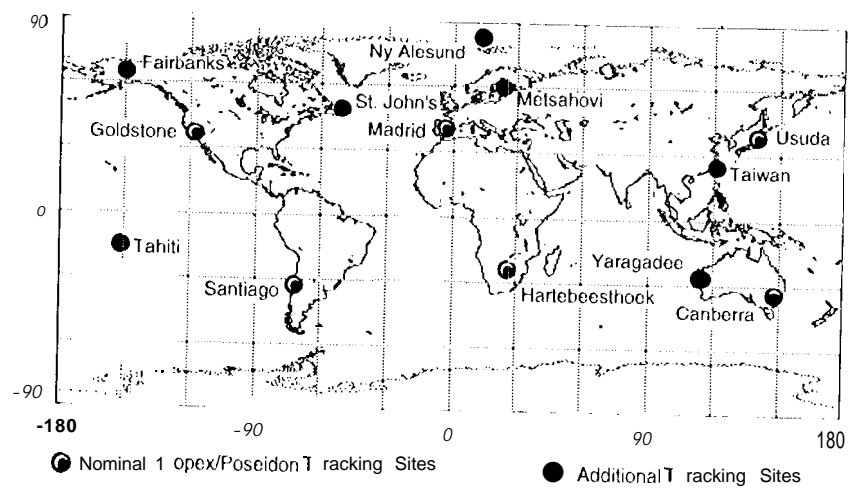 90
Ny Alesund
Fairbanks
St. John's
Metsahovi
Goldstone
Madrid
Usuda
Taiwan
0
Tahiti
Yaragadee
Santiago
Hartebeesthoek
Canberra
-90
-180
-90
0
90
180
Nominal 1 opex/Poseidon T racking Sites
Additional T racking Sites